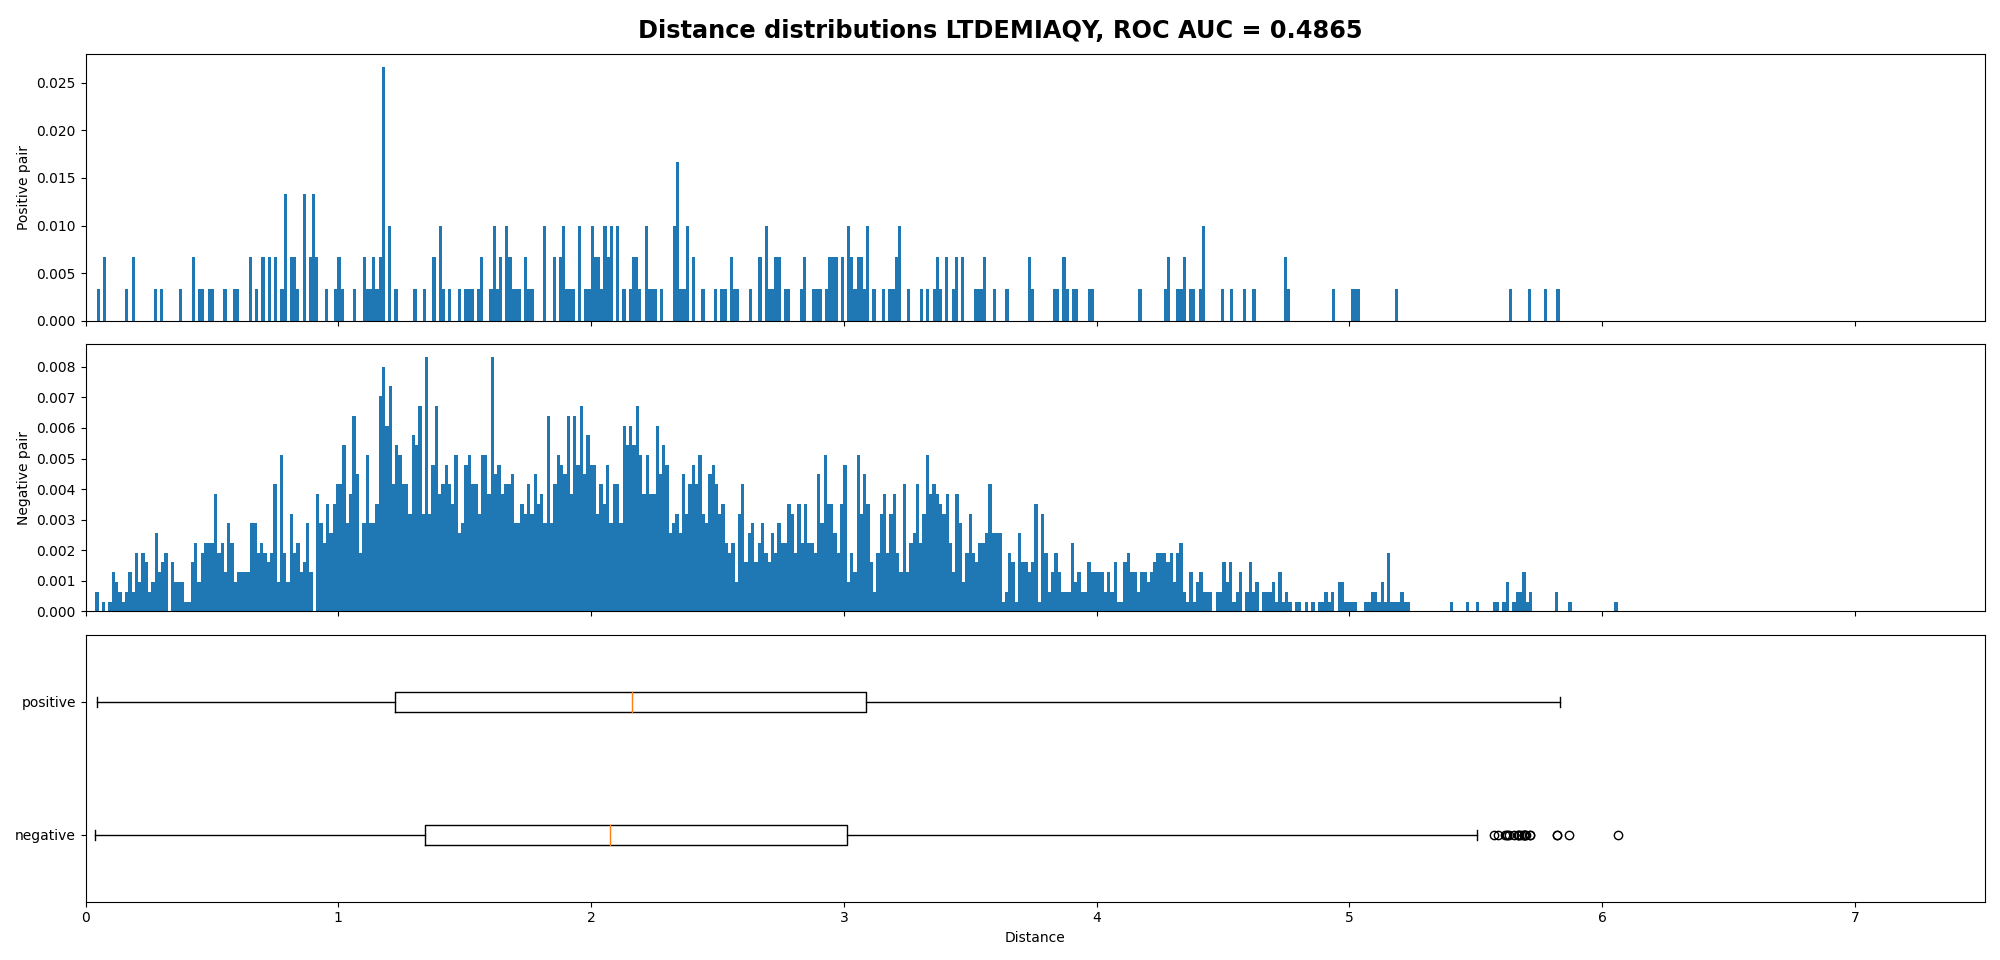 Distance distributions LTDEMIAQY, ROC AUC = 0.4865
0.025
0.020
0.015
0.010
0.005
0.000
Positive pair
0.008
0.007
0.006
0.005
0.004
0.003
0.002
0.001
0.000
Negative pair
positive
negative
0 1 2 3 4 5 6 7
Distance